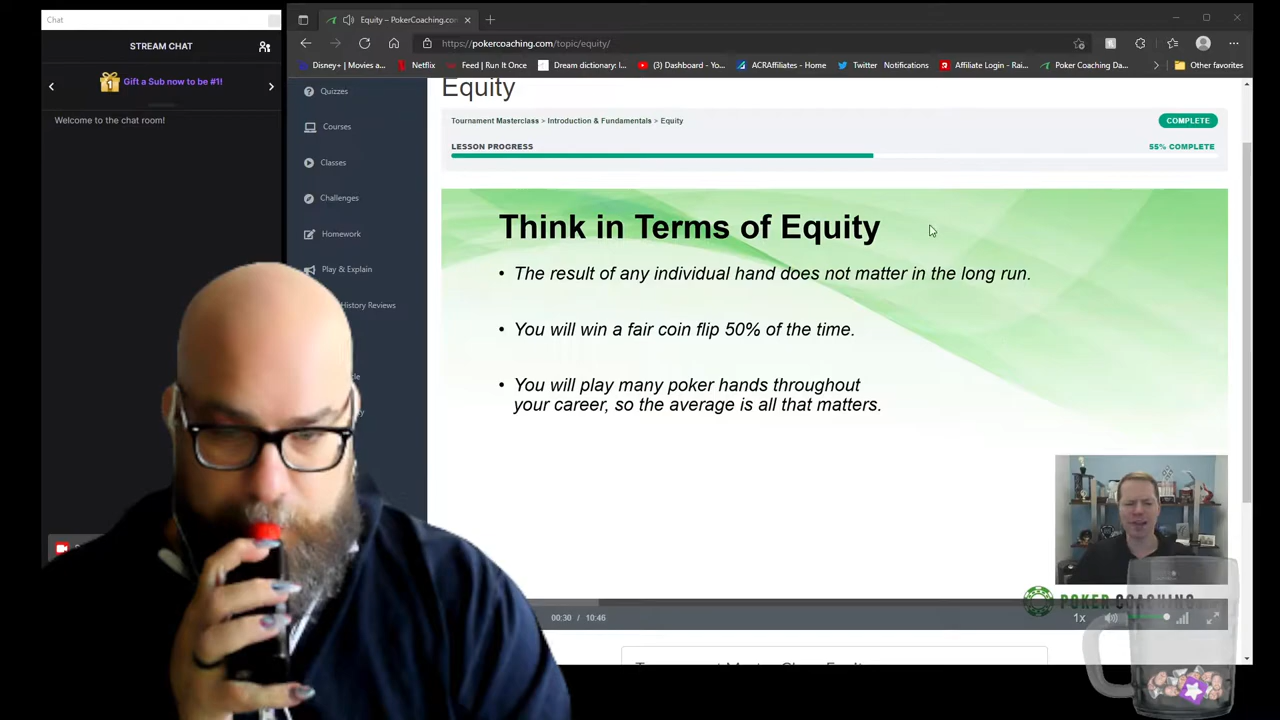 Chat
STREAM CHAT
1
Gift a Sub now to be #1!
Welcome to the chat room!
Equity – PokerCoaching.co
https://pokercoaching.com/topic/equity/
Disney+ | Movies a...
Netflix
Feed | Run It Once
Dream dictionary: I...
(3) Dashboard - Yo...
ACRAffiliates - Home
Twitter
Notifications
Affiliate Login - Rai...
Poker Coaching Da...
Other favorites
Quizzes
Courses
Classes
Challenges
Homework
Play & Explain
History Reviews
Equity
Tournament Masterclass > Introduction & Fundamentals > Equity
COMPLETE
LESSON PROGRESS
55% COMPLETE
Think in Terms of Equity
• The result of any individual hand does not matter in the long run.
• You will win a fair coin flip 50% of the time.
• You will play many poker hands throughout
your career, so the average is all that matters.
POKER COACHING
00:30 / 10:46
1x